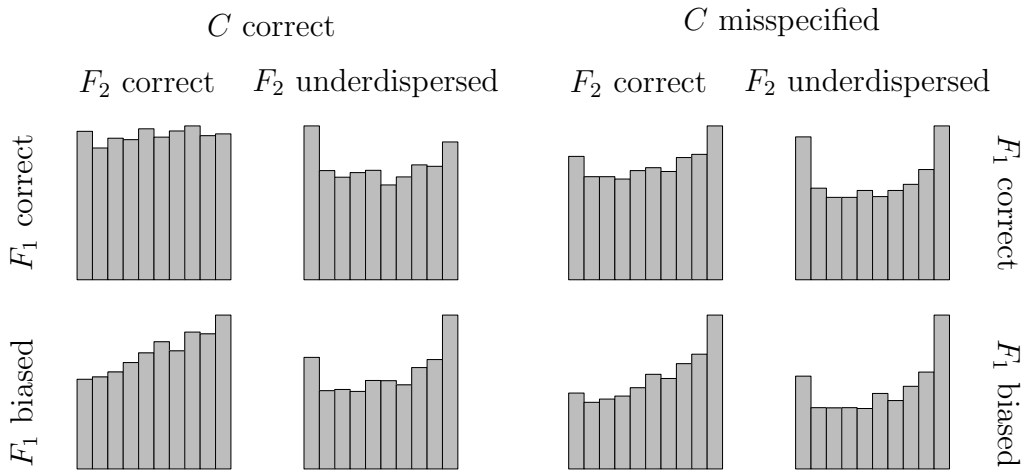 C correct
C misspecified
F₂ correct
F₂ underdispersed
F₂ correct
F₂ underdispersed
F₁ correct
F₁ correct
F₁ biased
F₁ biased